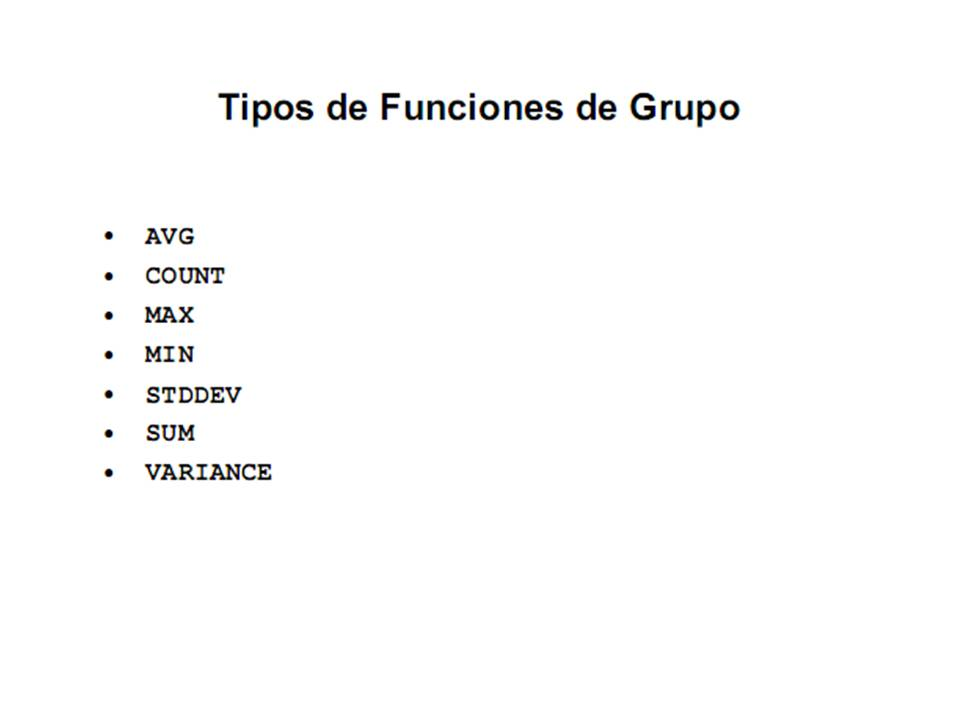 Tipos de Funciones de Grupo
• AVG
• COUNT
• MAX
• MIN
• STDDEV
• SUM
• VARIANCE